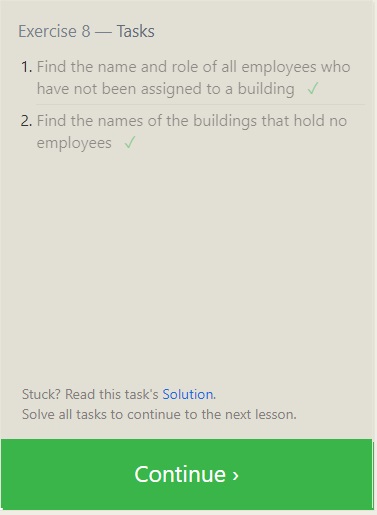 Exercise 8 — Tasks
1. Find the name and role of all employees who
have not been assigned to a building ✓
2. Find the names of the buildings that hold no
employees ✓
Stuck? Read this task's Solution.
Solve all tasks to continue to the next lesson.
Continue ›